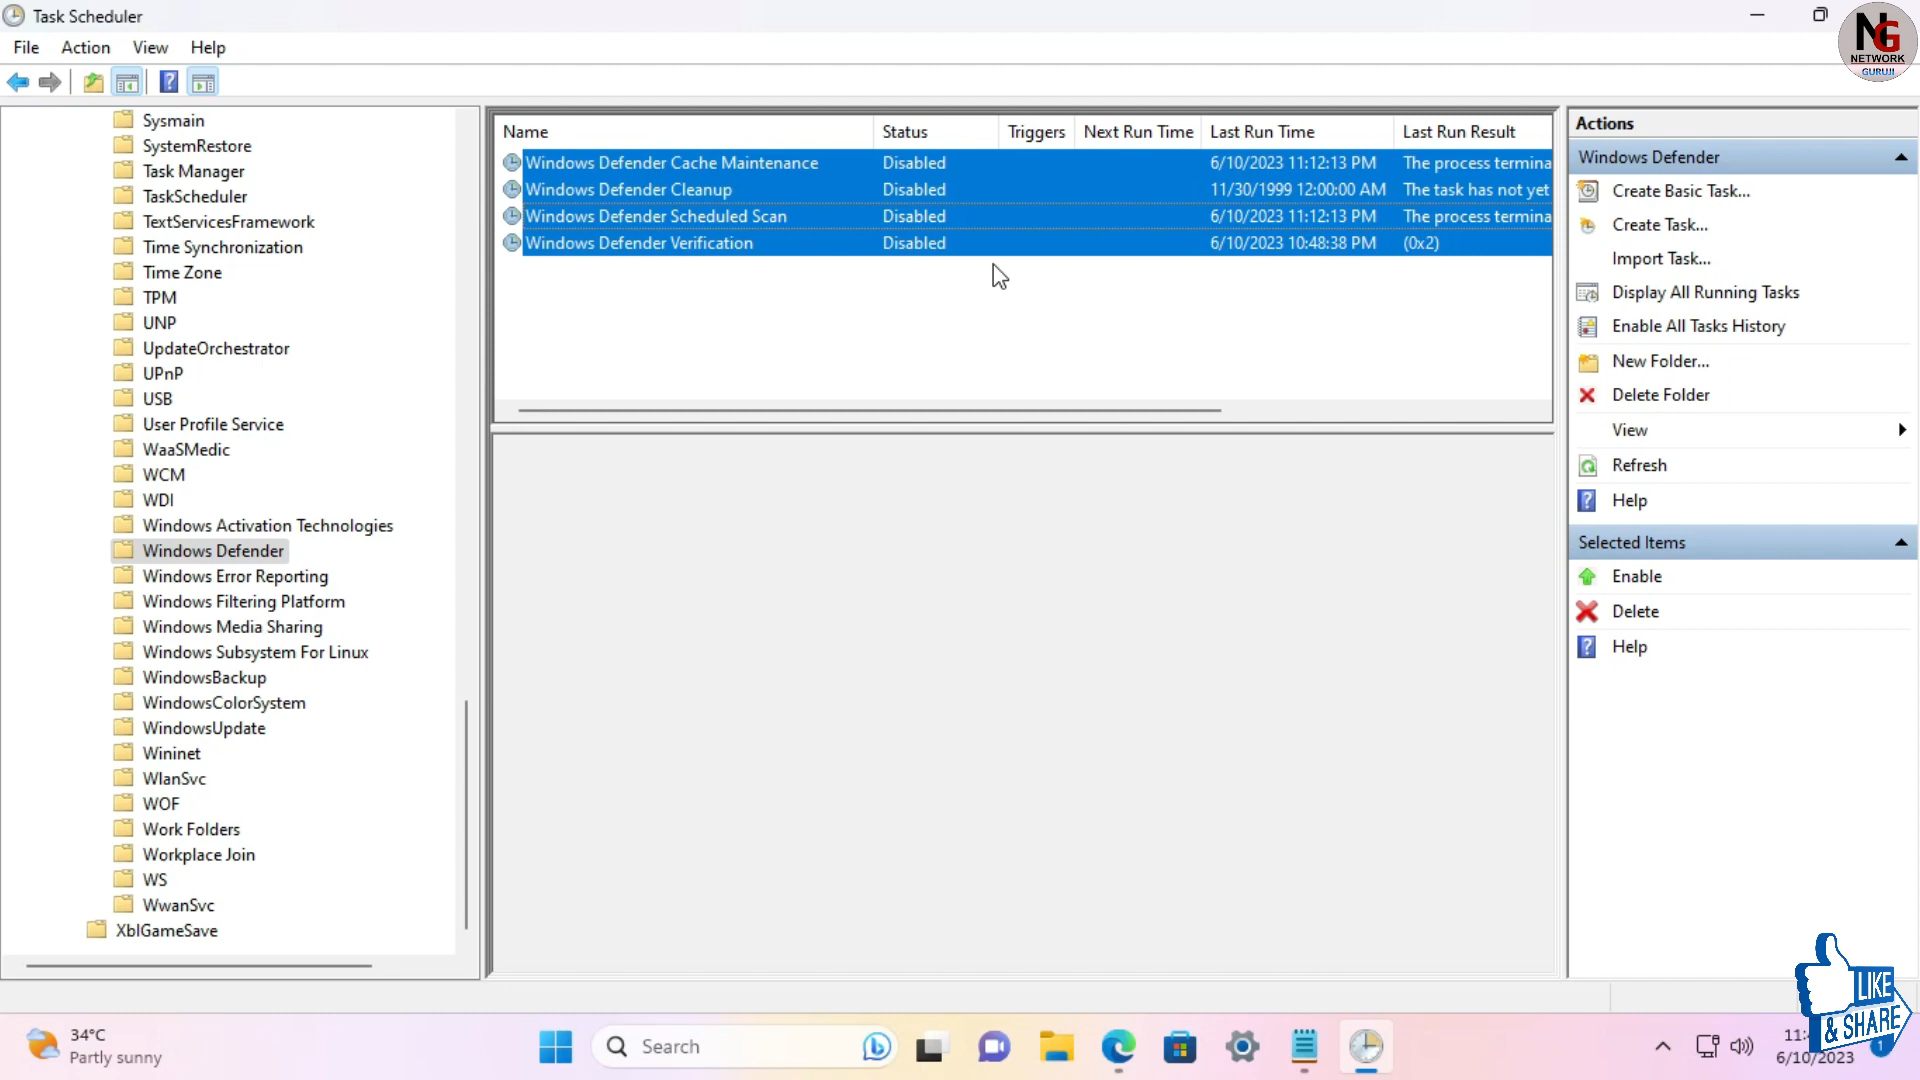 Task Scheduler
File Action View Help
NG
NETWORK
GURUJI
Sysmain
SystemRestore
Task Manager
TaskScheduler
TextServicesFramework
Time Synchronization
Time Zone
TPM
UNP
UpdateOrchestrator
UPnP
USB
User Profile Service
WaaSMedic
WCM
WDI
Windows Activation Technologies
Windows Defender
Windows Error Reporting
Windows Filtering Platform
Windows Media Sharing
Windows Subsystem For Linux
WindowsBackup
WindowsColorSystem
WindowsUpdate
Wininet
WlanSvc
WOF
Work Folders
Workplace Join
WS
WwanSvc
XblGameSave
Name Status Triggers Next Run Time Last Run Time Last Run Result
Windows Defender Cache Maintenance Disabled 6/10/2023 11:12:13 PM The process termina
Windows Defender Cleanup Disabled 11/30/1999 12:00:00 AM The task has not yet
Windows Defender Scheduled Scan Disabled 6/10/2023 11:12:13 PM The process termina
Windows Defender Verification Disabled 6/10/2023 10:48:38 PM (0x2)
Actions
Windows Defender
Create Basic Task...
Create Task...
Import Task...
Display All Running Tasks
Enable All Tasks History
New Folder...
Delete Folder
View
Refresh
Help
Selected Items
Enable
Delete
Help
LIKE
& SHARE
34°C
Partly sunny
Search
11:
6/10/2023
1